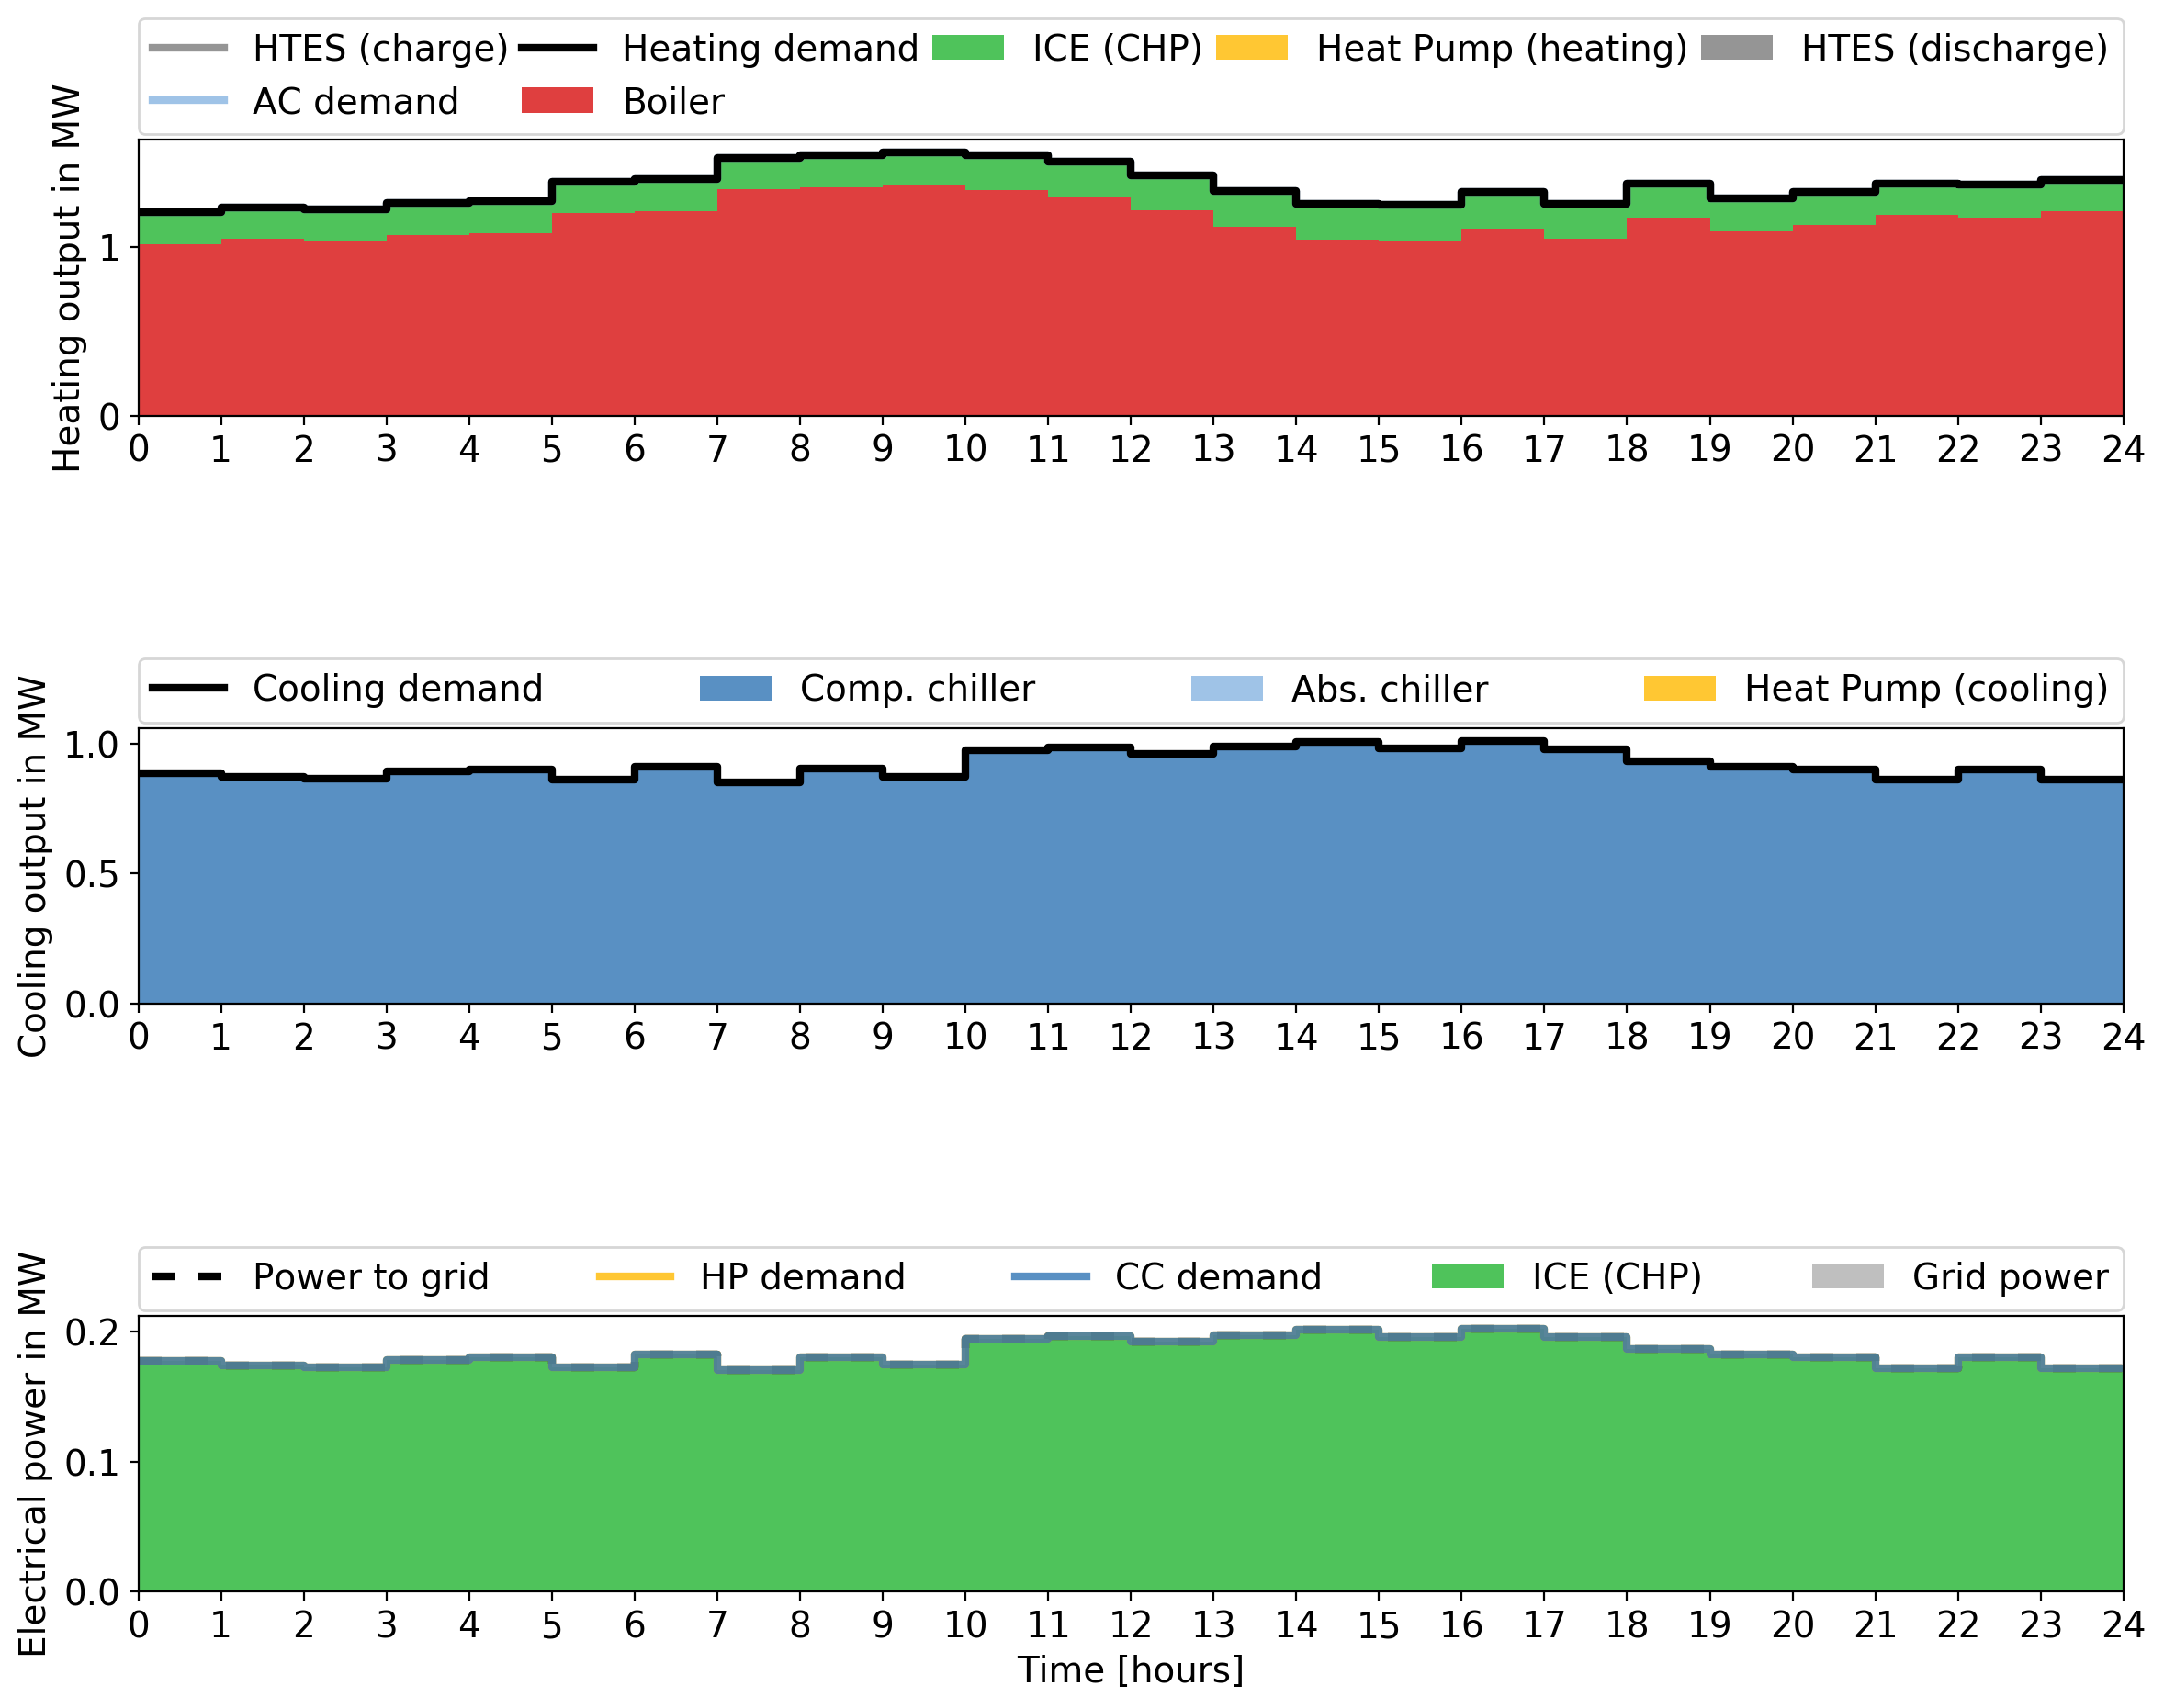 HTES (charge) Heating demand ICE (CHP) Heat Pump (heating) HTES (discharge)
AC demand Boiler
Heating output in MW
1
0
0 1 2 3 4 5 6 7 8 9 10 11 12 13 14 15 16 17 18 19 20 21 22 23 24
Cooling demand Comp. chiller Abs. chiller Heat Pump (cooling)
Cooling output in MW
1.0
0.5
0.0
0 1 2 3 4 5 6 7 8 9 10 11 12 13 14 15 16 17 18 19 20 21 22 23 24
Power to grid HP demand CC demand ICE (CHP) Grid power
Electrical power in MW
0.2
0.1
0.0
0 1 2 3 4 5 6 7 8 9 10 11 12 13 14 15 16 17 18 19 20 21 22 23 24
Time [hours]